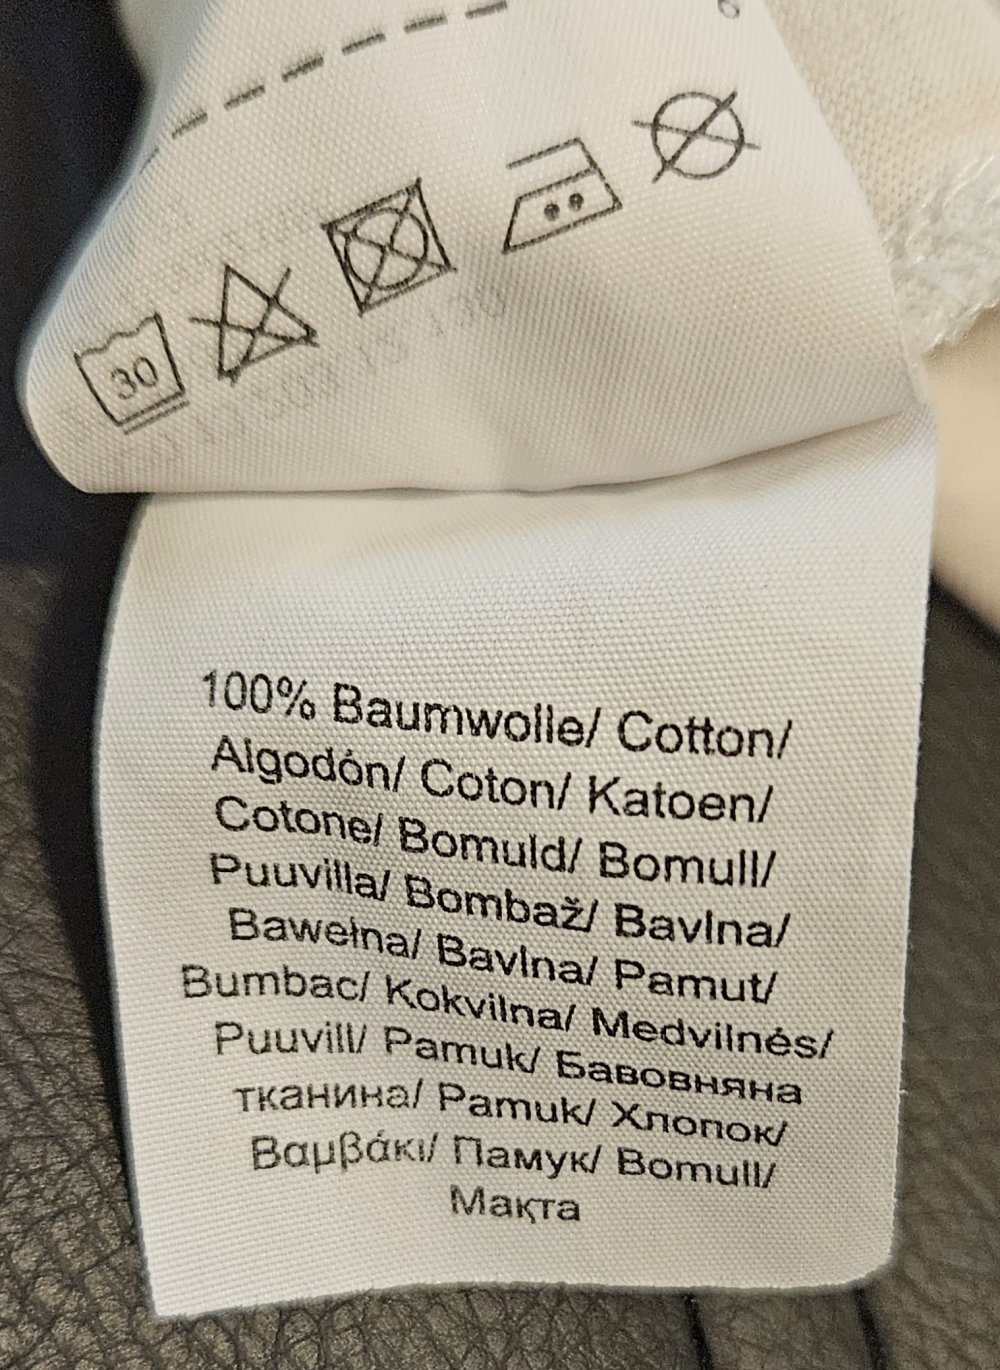 30
100% Baumwolle/ Cotton/
Algodón/ Coton/ Katoen/
Cotone/ Bomuld/ Bomull/
Puuvilla/ Bombaž/ Bavlna/
Bawełna/ Bavlna/ Pamut/
Bumbac/ Kokvilna/ Medvilnės/
Puuvill/ Pamuk/ Бавовняна
тканина/ Pamuk/ Хлопок/
Βαμβάκι/ Памук/ Bomull/
Мақта